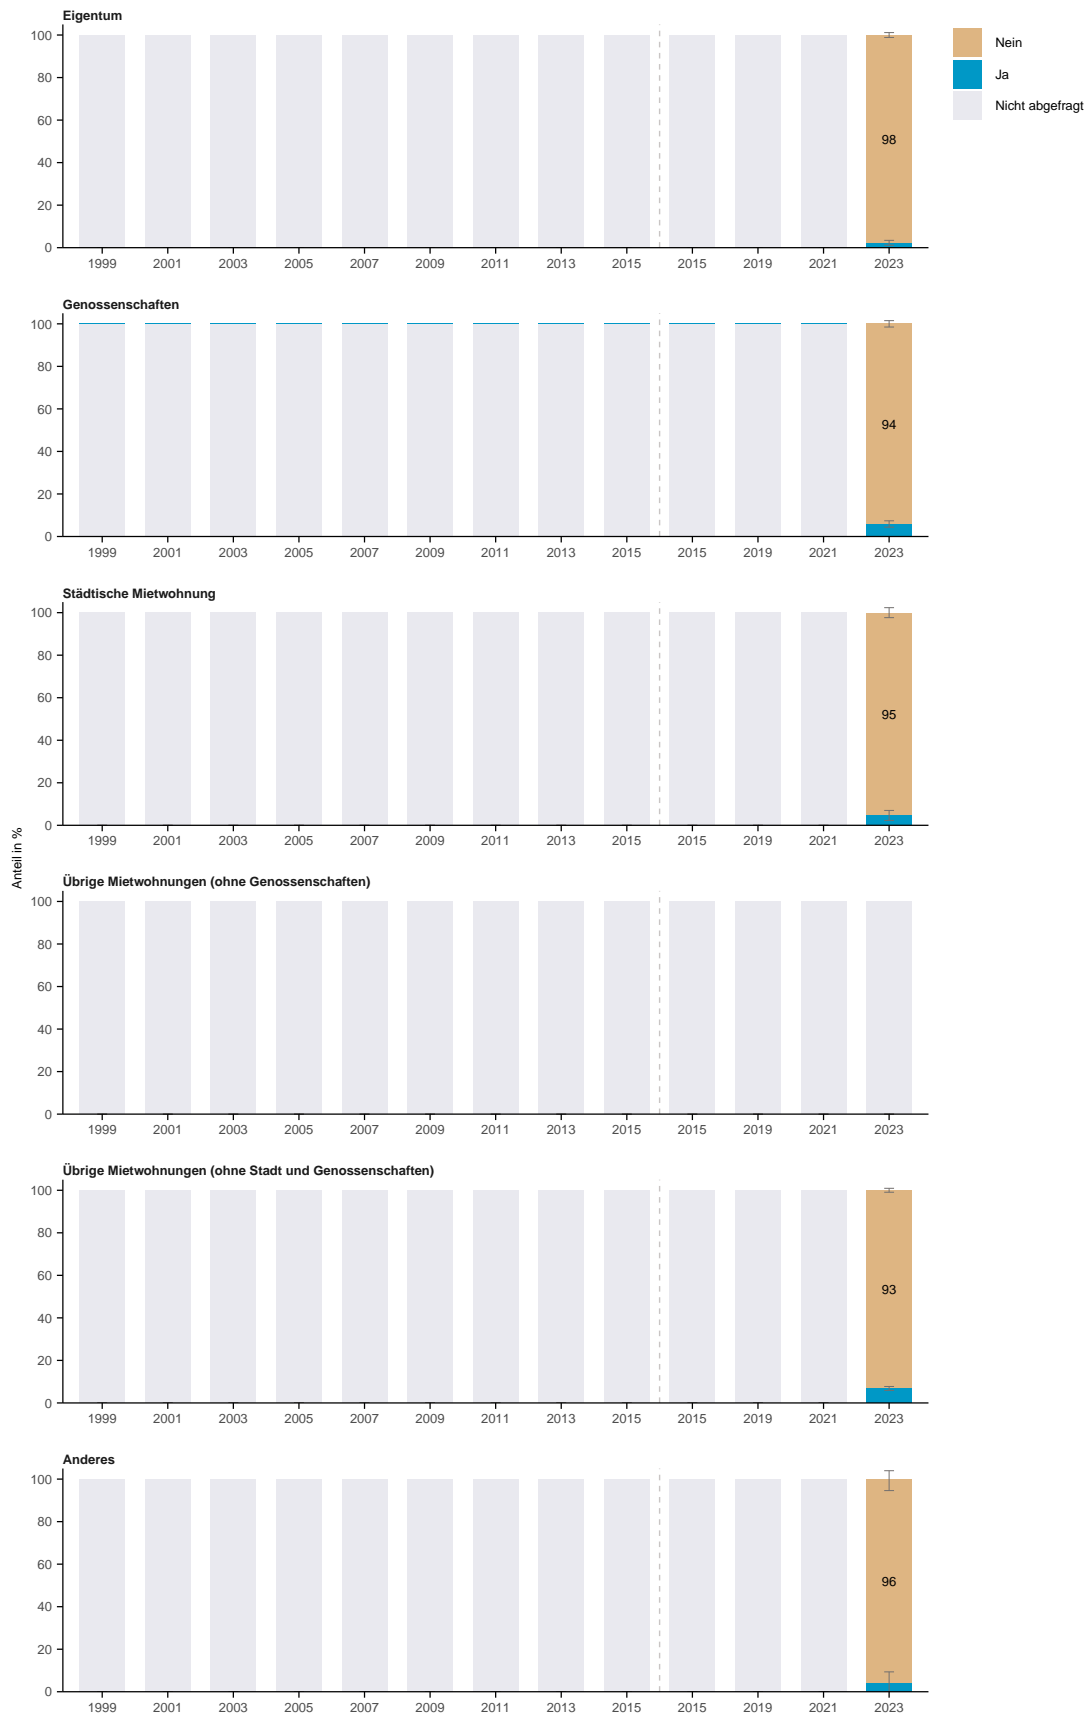 Eigentum
Nein
Ja
Nicht abgefragt
100
80
60
40
20
0
98
1999 2001 2003 2005 2007 2009 2011 2013 2015 2015 2019 2021 2023
Genossenschaften
100
80
60
40
20
0
94
1999 2001 2003 2005 2007 2009 2011 2013 2015 2015 2019 2021 2023
Städtische Mietwohnung
100
80
60
40
20
0
95
1999 2001 2003 2005 2007 2009 2011 2013 2015 2015 2019 2021 2023
Anteil in %
Übrige Mietwohnungen (ohne Genossenschaften)
100
80
60
40
20
0
1999 2001 2003 2005 2007 2009 2011 2013 2015 2015 2019 2021 2023
Übrige Mietwohnungen (ohne Stadt und Genossenschaften)
100
80
60
40
20
0
93
1999 2001 2003 2005 2007 2009 2011 2013 2015 2015 2019 2021 2023
Anderes
100
80
60
40
20
0
96
1999 2001 2003 2005 2007 2009 2011 2013 2015 2015 2019 2021 2023